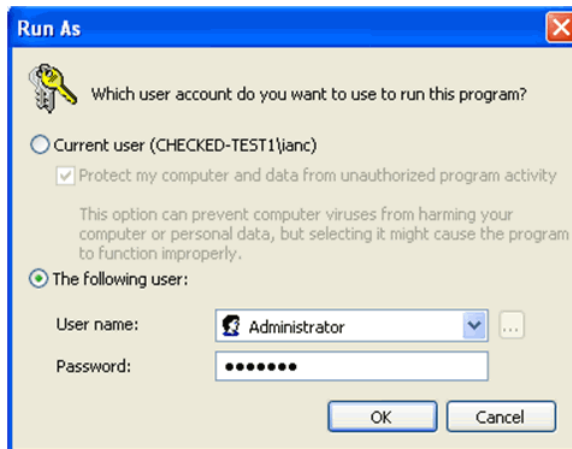 Run As
Which user account do you want to use to run this program?
Current user (CHECKED-TEST1\ianc)
Protect my computer and data from unauthorized program activity
This option can prevent computer viruses from harming your
computer or personal data, but selecting it might cause the program
to function improperly.
The following user:
User name:
Administrator
...
Password:
•••••••
OK
Cancel